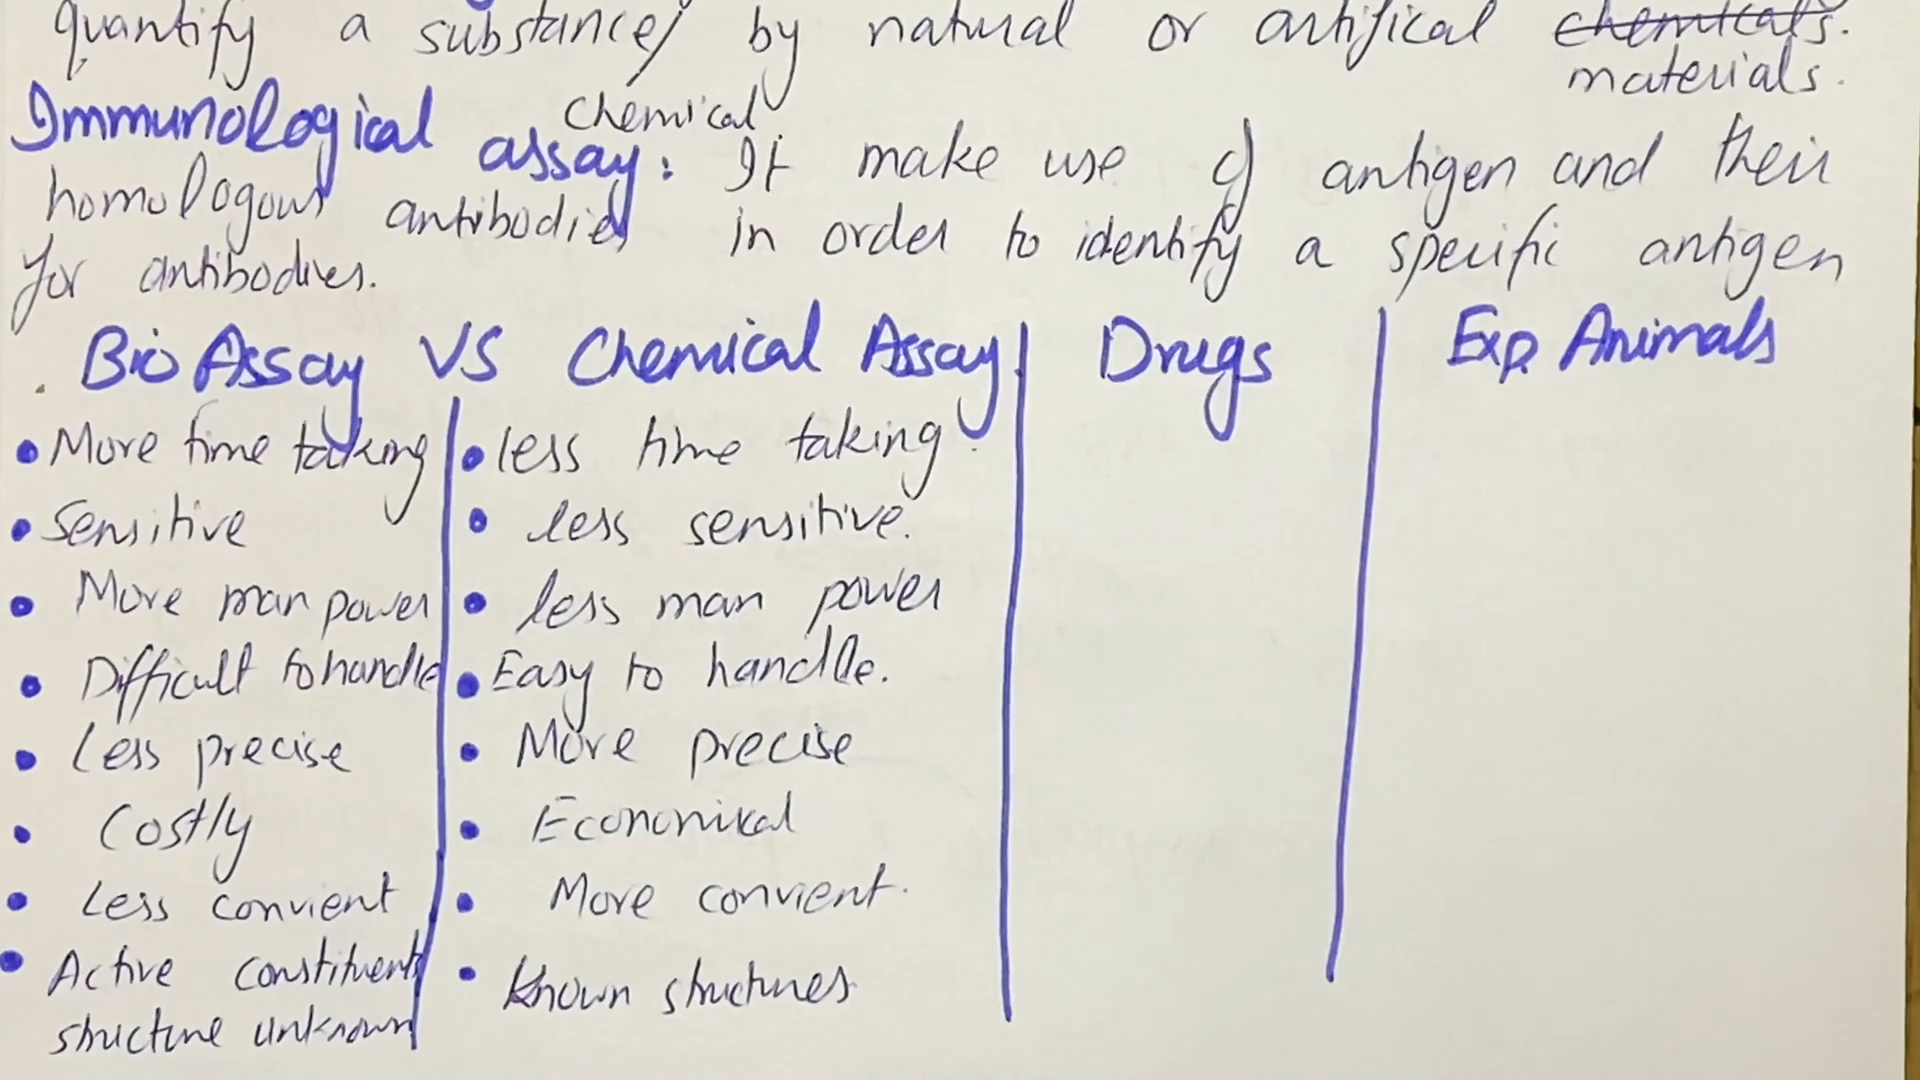 quantify a substance/ by natural or artifical chemicals.
chemical materials.
Immunological assay: It make use of antigen and their
homologous antibodies in order to identify a specific antigen
for antibodies.
Bio Assay VS Chemical Assay Drugs Exp. Animals
• More time taking • less time taking
• Sensitive • less sensitive.
• More man power • less man power
• Difficult to handle • Easy to handle.
• Less precise • More precise
• Costly • Economical
• Less convient • More convient.
• Active constituents • Known structures
structure unknown